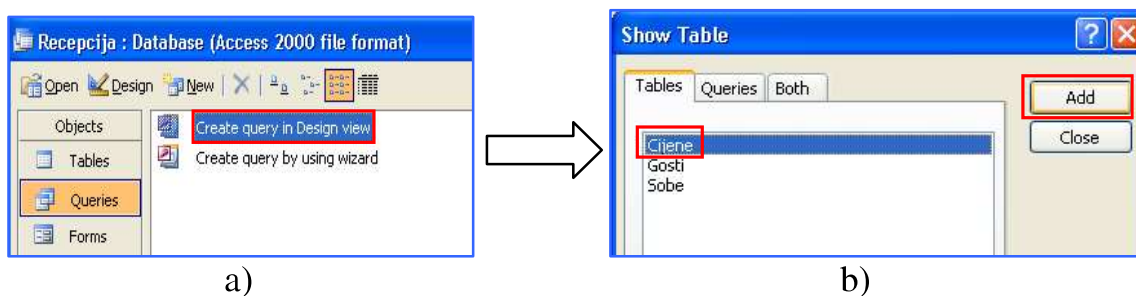 Recepcija : Database (Access 2000 file format)
Open Design New
Objects
Create query in Design view
Tables
Create query by using wizard
Queries
Forms
a)
Show Table
Tables Queries Both
Add
Close
Cijene
Gosti
Sobe
b)